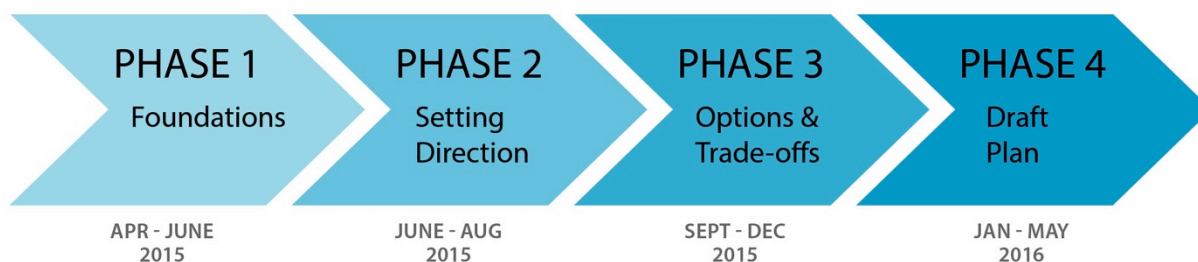 PHASE 1
Foundations
APR - JUNE
2015
PHASE 2
Setting
Direction
JUNE - AUG
2015
PHASE 3
Options &
Trade-offs
SEPT - DEC
2015
PHASE 4
Draft
Plan
JAN - MAY
2016